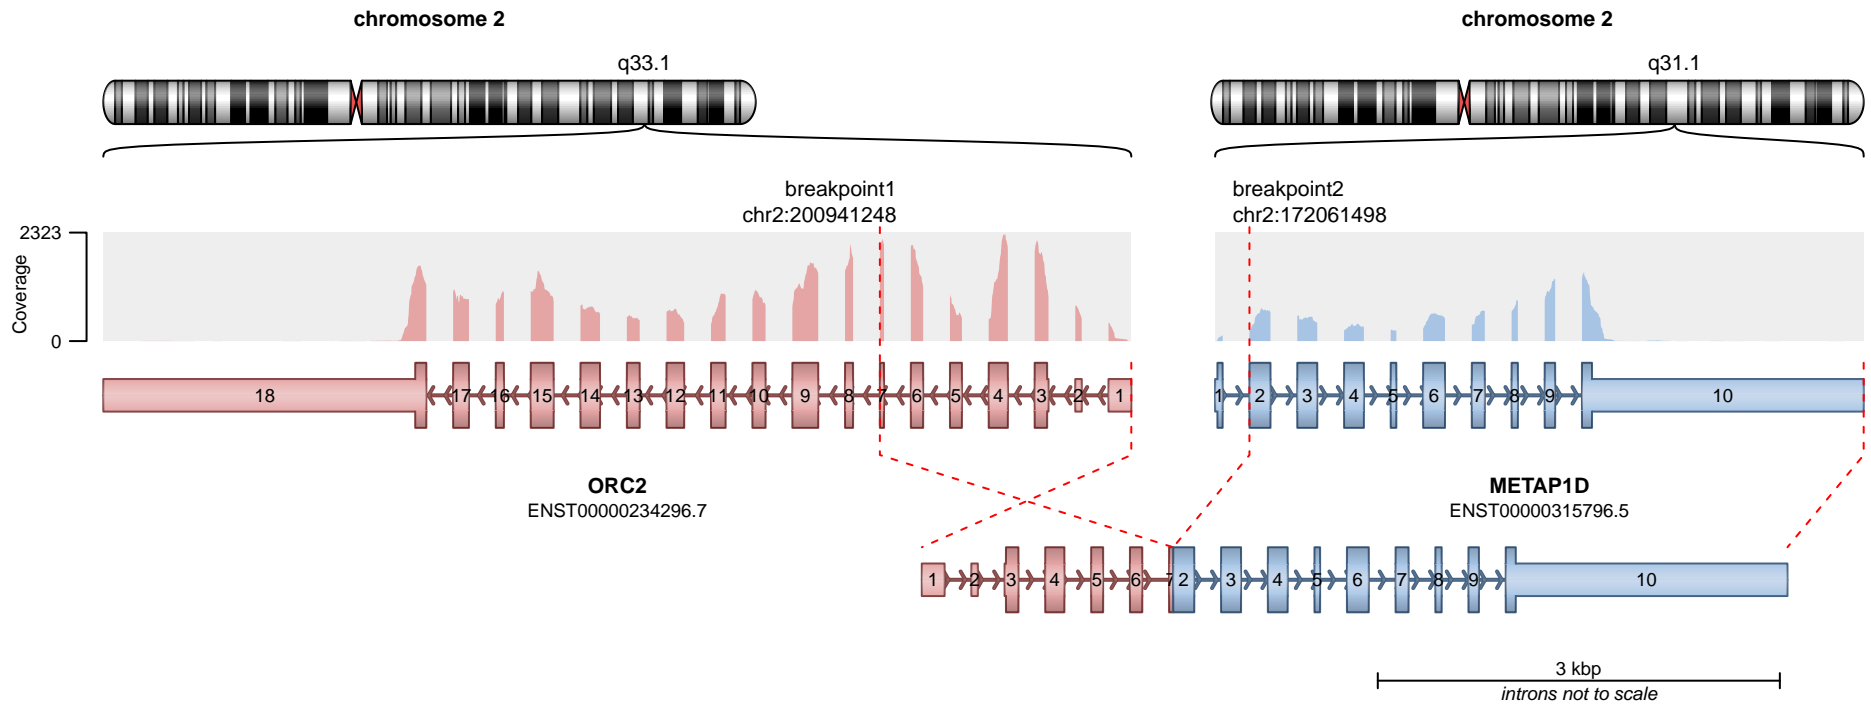 chromosome 2
chromosome 2
q33.1
q31.1
breakpoint1
chr2:200941248
breakpoint2
chr2:172061498
2323
Coverage
0
18 17 16 15 14 13 12 11 10 9 8 7 6 5 4 3 2 1
1 2 3 4 5 6 7 8 9 10
ORC2
ENST00000234296.7
METAP1D
ENST00000315796.5
1 2 3 4 5 6 7 2 3 4 5 6 7 8 9 10
3 kbp
introns not to scale